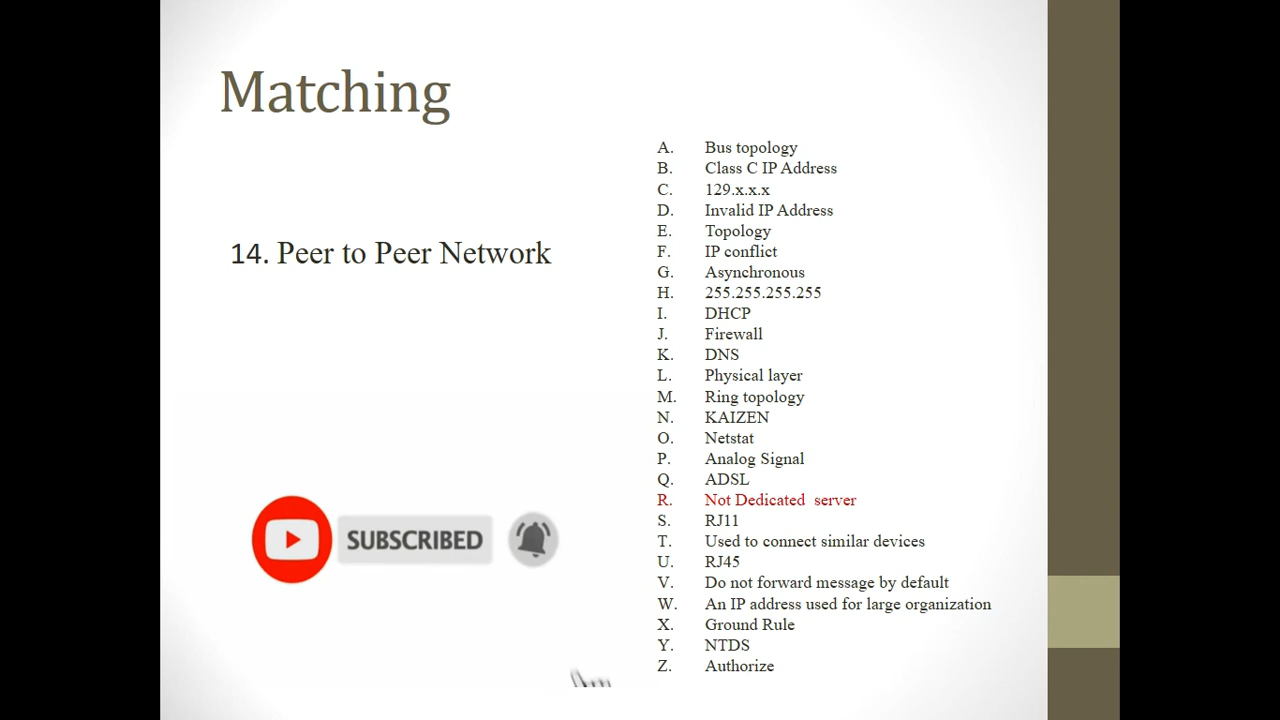 Matching
14. Peer to Peer Network
A. Bus topology
B. Class C IP Address
C. 129.x.x.x
D. Invalid IP Address
E. Topology
F. IP conflict
G. Asynchronous
H. 255.255.255.255
I. DHCP
J. Firewall
K. DNS
L. Physical layer
M. Ring topology
N. KAIZEN
O. Netstat
P. Analog Signal
Q. ADSL
R. Not Dedicated server
S. RJ11
T. Used to connect similar devices
U. RJ45
V. Do not forward message by default
W. An IP address used for large organization
X. Ground Rule
Y. NTDS
Z. Authorize
SUBSCRIBED